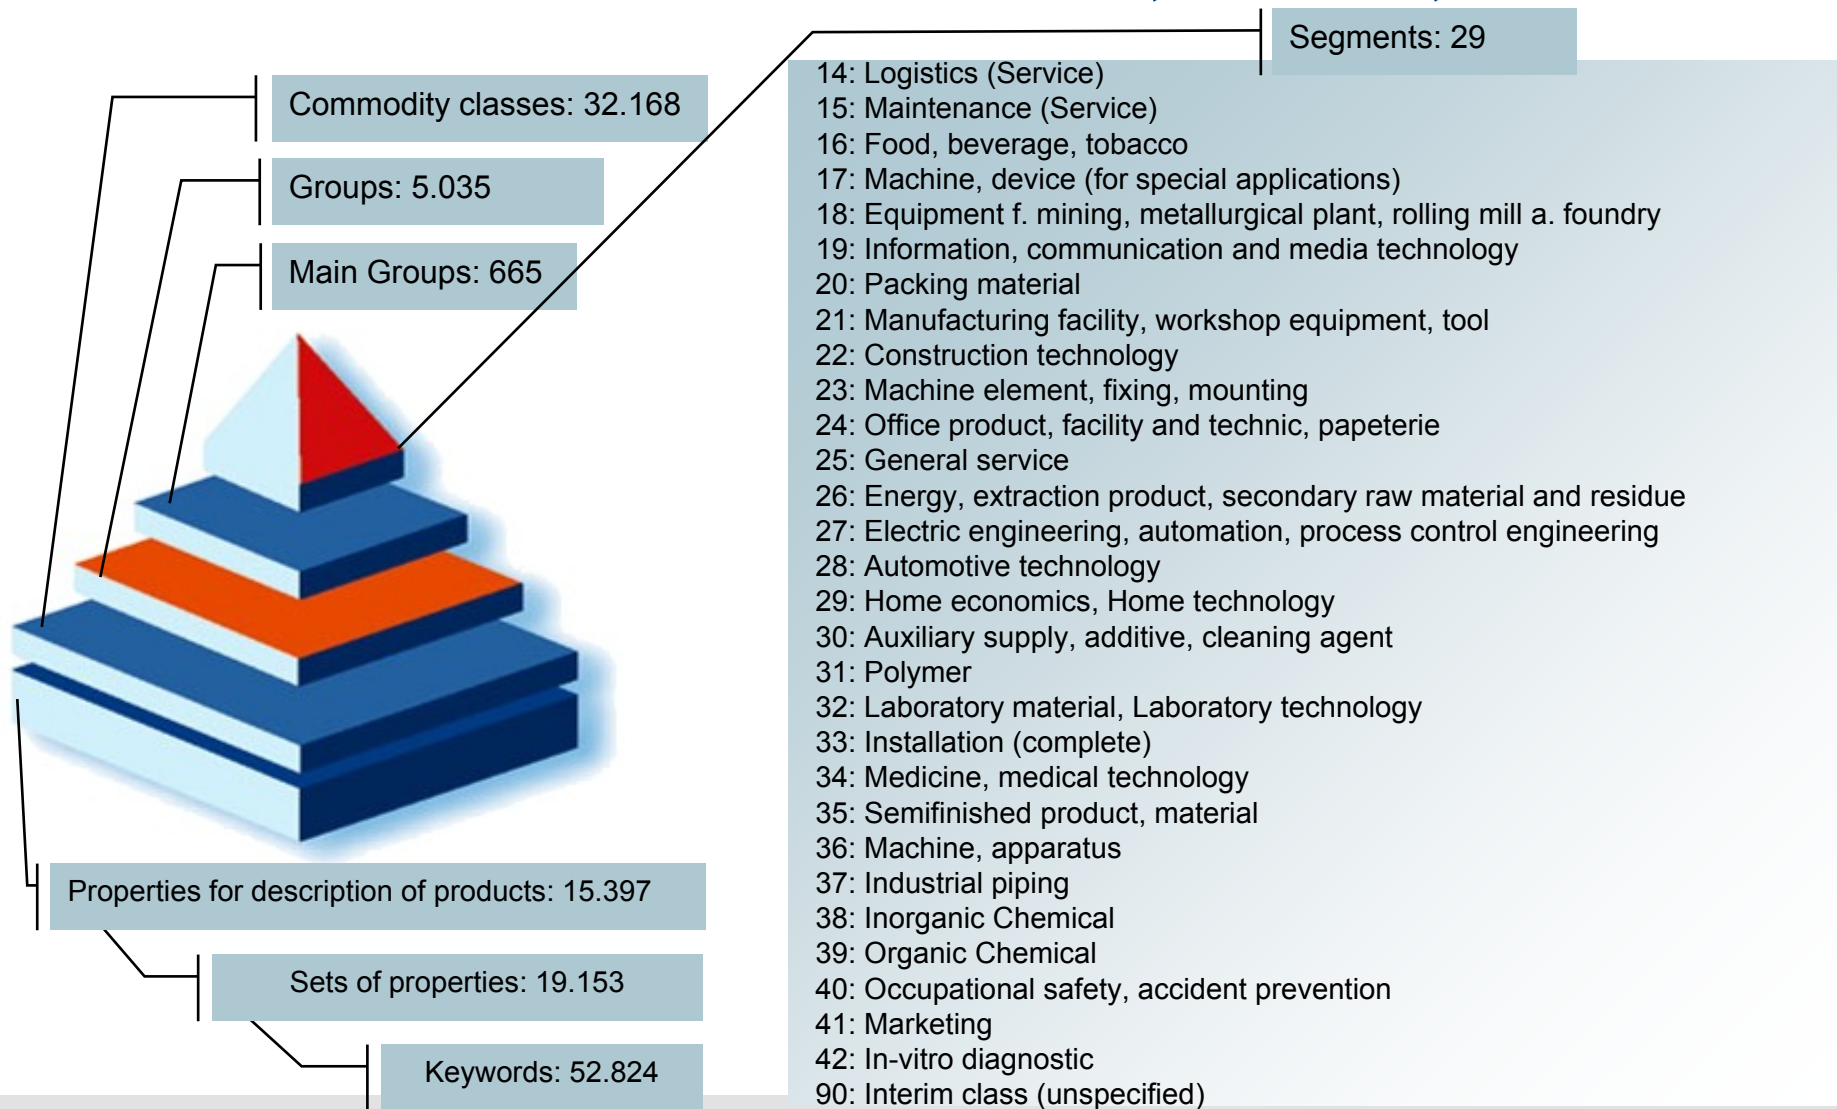 Segments: 29
Commodity classes: 32.168
Groups: 5.035
Main Groups: 665
14: Logistics (Service)
15: Maintenance (Service)
16: Food, beverage, tobacco
17: Machine, device (for special applications)
18: Equipment f. mining, metallurgical plant, rolling mill a. foundry
19: Information, communication and media technology
20: Packing material
21: Manufacturing facility, workshop equipment, tool
22: Construction technology
23: Machine element, fixing, mounting
24: Office product, facility and technic, papeterie
25: General service
26: Energy, extraction product, secondary raw material and residue
27: Electric engineering, automation, process control engineering
28: Automotive technology
29: Home economics, Home technology
30: Auxiliary supply, additive, cleaning agent
31: Polymer
32: Laboratory material, Laboratory technology
33: Installation (complete)
34: Medicine, medical technology
35: Semifinished product, material
36: Machine, apparatus
37: Industrial piping
38: Inorganic Chemical
39: Organic Chemical
40: Occupational safety, accident prevention
41: Marketing
42: In-vitro diagnostic
90: Interim class (unspecified)
Properties for description of products: 15.397
Sets of properties: 19.153
Keywords: 52.824